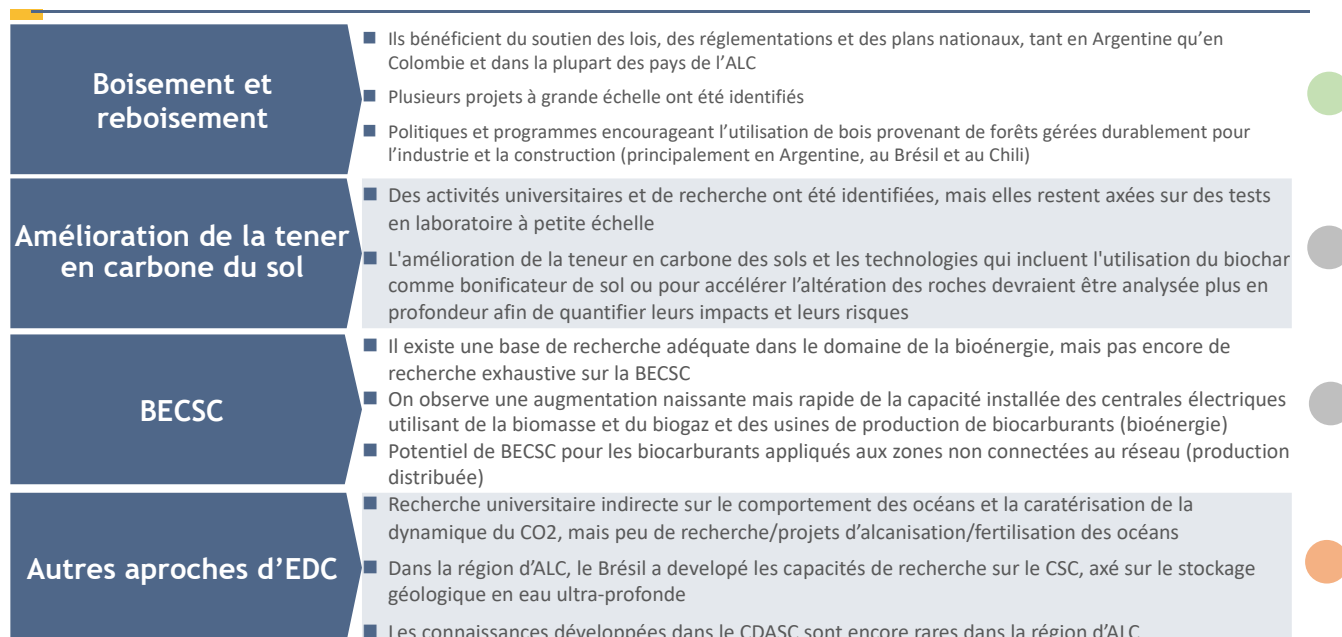 Boisement et
reboisement
Ils bénéficient du soutien des lois, des réglementations et des plans nationaux, tant en Argentine qu'en
Colombie et dans la plupart des pays de l'ALC
Plusieurs projets à grande échelle ont été identifiés
Politiques et programmes encourageant l'utilisation de bois provenant de forêts gérées durablement pour
l'industrie et la construction (principalement en Argentine, au Brésil et au Chili)
Amélioration de la tener
en carbone du sol
Des activités universitaires et de recherche ont été identifiées, mais elles restent axées sur des tests
en laboratoire à petite échelle
L'amélioration de la teneur en carbone des sols et les technologies qui incluent l'utilisation du biochar
comme bonificateur de sol ou pour accélérer l'altération des roches devraient être analysée plus en
profondeur afin de quantifier leurs impacts et leurs risques
BECSC
Il existe une base de recherche adéquate dans le domaine de la bioénergie, mais pas encore de
recherche exhaustive sur la BECSC
On observe une augmentation naissante mais rapide de la capacité installée des centrales électriques
utilisant de la biomasse et du biogaz et des usines de production de biocarburants (bioénergie)
Potentiel de BECSC pour les biocarburants appliqués aux zones non connectées au réseau (production
distribuée)
Autres aproches d'EDC
Recherche universitaire indirecte sur le comportement des océans et la caratérisation de la
dynamique du CO2, mais peu de recherche/projets d'alcanisation/fertilisation des océans
Dans la région d'ALC, le Brésil a developé les capacités de recherche sur le CSC, axé sur le stockage
géologique en eau ultra-profonde
Les connaissances développées dans le CDASC sont encore rares dans la région d'ALC